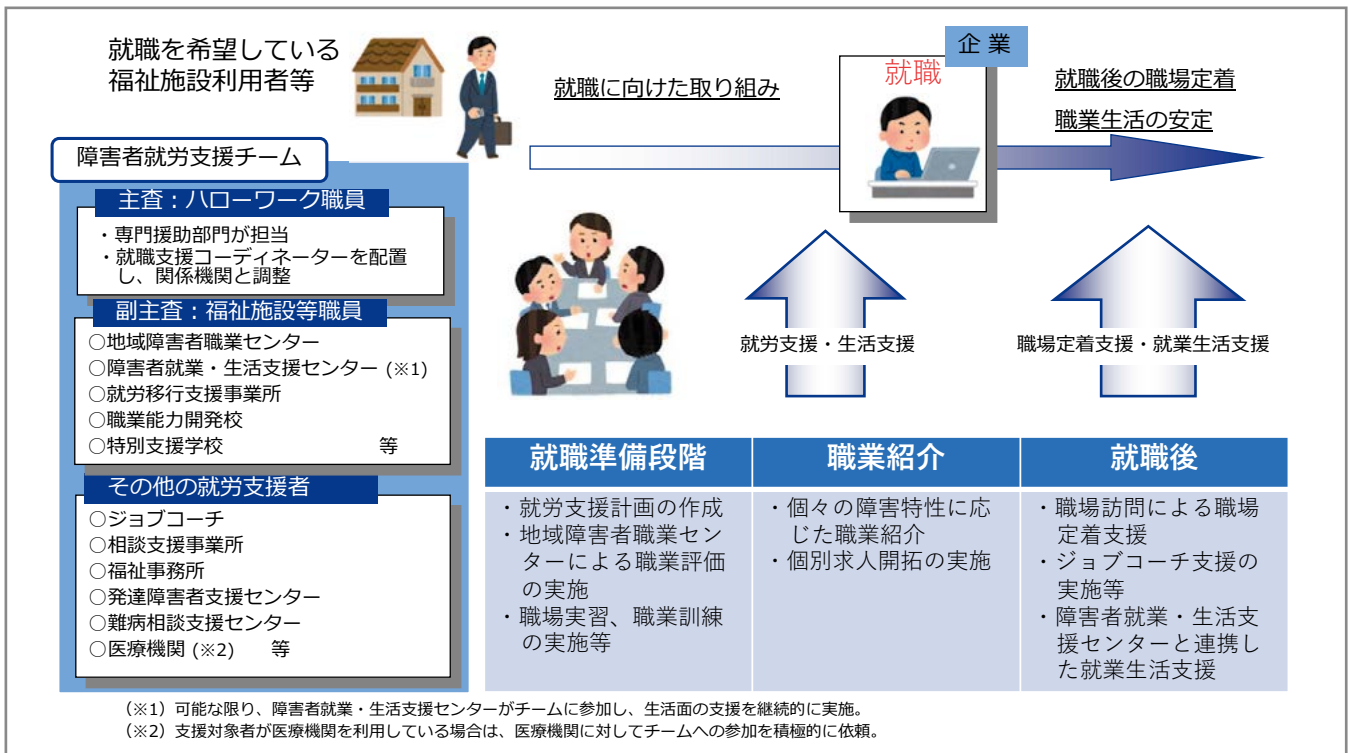 就職を希望している
福祉施設利用者等
就職に向けた取り組み
企 業
就職
就職後の職場定着
職業生活の安定
障害者就労支援チーム
主査：ハローワーク職員
・専門援助部門が担当
・就職支援コーディネーターを配置
し、関係機関と調整
副主査：福祉施設等職員
○地域障害者職業センター
○障害者就業・生活支援センター (※1)
○就労移行支援事業所
○職業能力開発校
○特別支援学校　　　　　　　　等
その他の就労支援者
○ジョブコーチ
○相談支援事業所
○福祉事務所
○発達障害者支援センター
○難病相談支援センター
○医療機関 (※2)　　等
就労支援・生活支援
職場定着支援・就業生活支援
就職準備段階
・就労支援計画の作成
・地域障害者職業セン
ターによる職業評価
の実施
・職場実習、職業訓練
の実施等
職業紹介
・個々の障害特性に応
じた職業紹介
・個別求人開拓の実施
就職後
・職場訪問による職場
定着支援
・ジョブコーチ支援の
実施等
・障害者就業・生活支
援センターと連携し
た就業生活支援
（※1）可能な限り、障害者就業・生活支援センターがチームに参加し、生活面の支援を継続的に実施。
（※2）支援対象者が医療機関を利用している場合は、医療機関に対してチームへの参加を積極的に依頼。